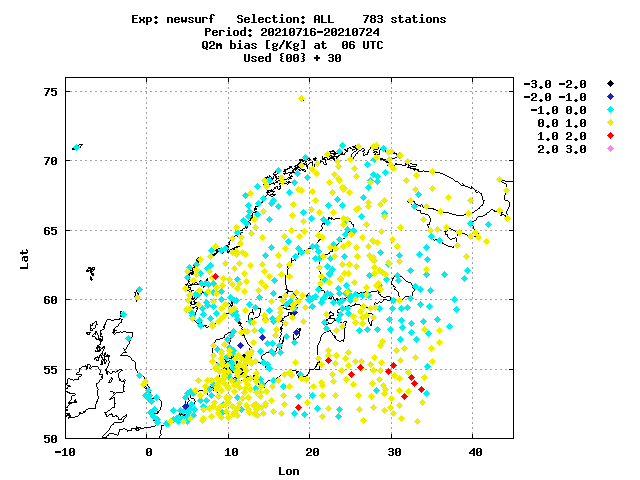 Exp: newsurf Selection: ALL 783 stations
Period: 20210716-20210724
Q2m bias [g/Kg] at 06 UTC
Used {00} + 30
-3.0 -2.0
-2.0 -1.0
-1.0 0.0
0.0 1.0
1.0 2.0
2.0 3.0
75
70
65
60
55
50
Lat
-10 0 10 20 30 40
Lon